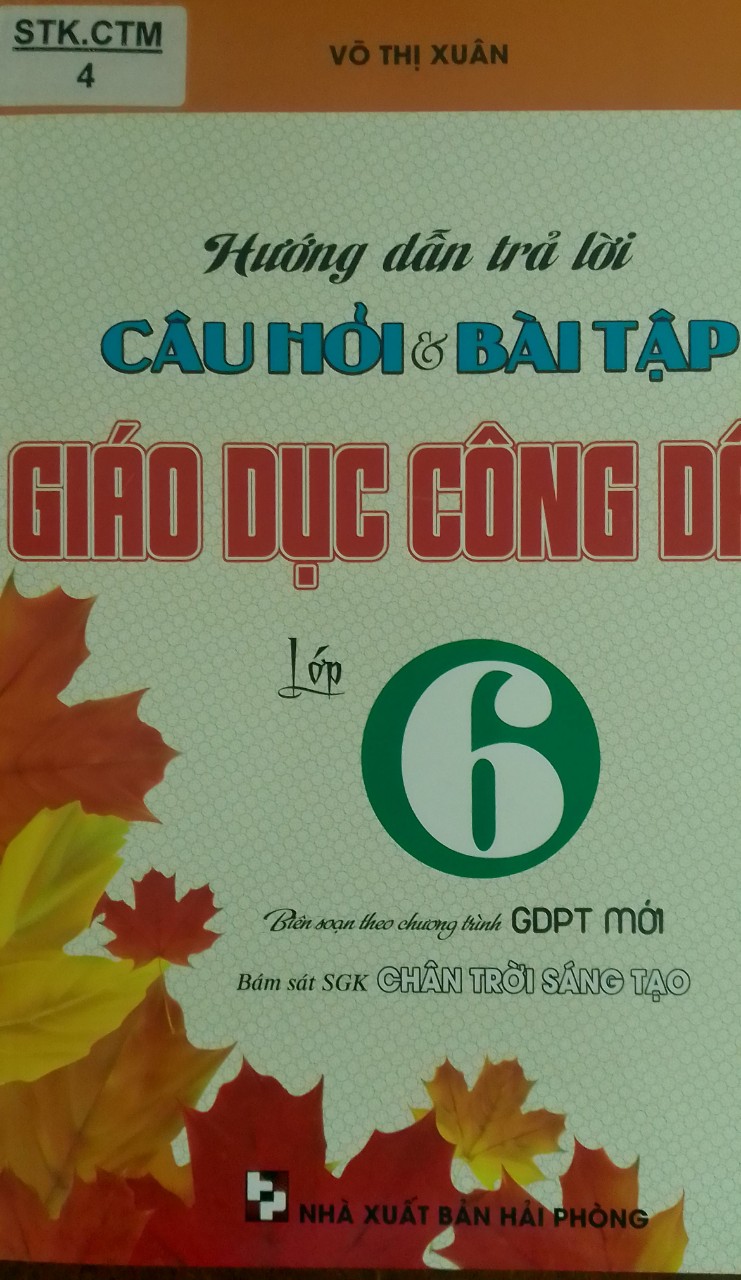 STK.CTM
4
VÕ THỊ XUÂN
Hướng dẫn trả lời
CÂU HỎI & BÀI TẬP
GIÁO DỤC CÔNG
Lớp
6
Biên soạn theo chương trình GDPT MỚI
Bám sát SGK CHÂN TRỜI SÁNG TẠO
NHÀ XUẤT BẢN HẢI PHÒNG